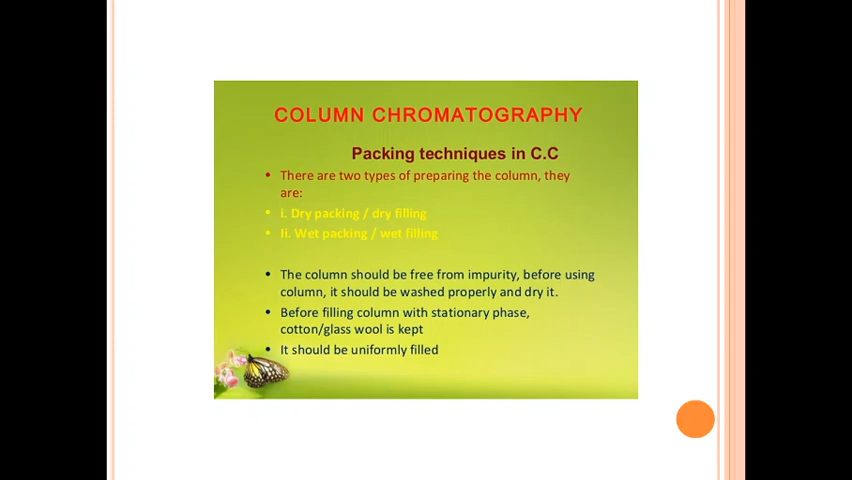 COLUMN CHROMATOGRAPHY
Packing techniques in C.C
• There are two types of preparing the column, they
are:
• i. Dry packing / dry filling
• Ii. Wet packing / wet filling
• The column should be free from impurity, before using
column, it should be washed properly and dry it.
• Before filling column with stationary phase,
cotton/glass wool is kept
• It should be uniformly filled